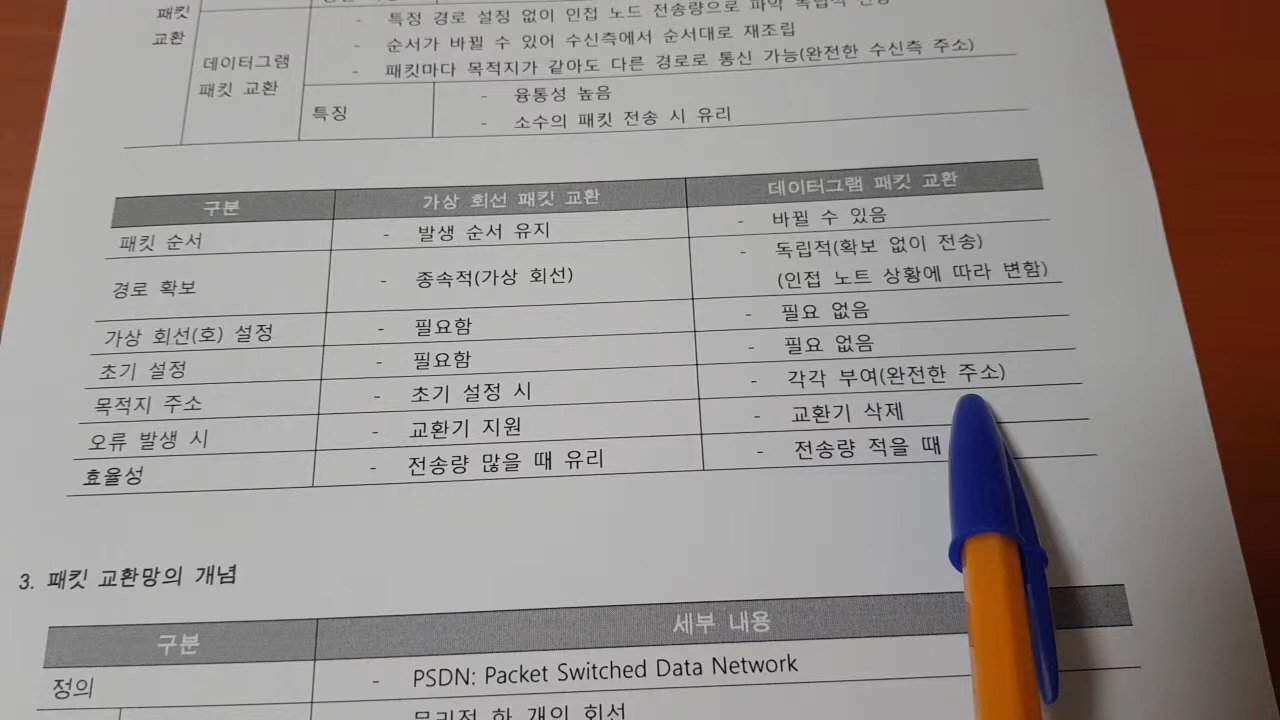 패킷
교환
데이터그램
패킷 교환
- 특정 경로 설정 없이 인접 노드 전송량으로 파악 독립적
- 순서가 바뀔 수 있어 수신측에서 순서대로 재조립
- 패킷마다 목적지가 같아도 다른 경로로 통신 가능(완전한 수신측 주소)
특징
- 융통성 높음
- 소수의 패킷 전송 시 유리
구분 가상 회선 패킷 교환 데이터그램 패킷 교환
패킷 순서 - 발생 순서 유지 - 바뀔 수 있음
경로 확보 - 종속적(가상 회선) - 독립적(확보 없이 전송)
(인접 노트 상황에 따라 변함)
가상 회선(호) 설정 - 필요함 - 필요 없음
초기 설정 - 필요함 - 필요 없음
목적지 주소 - 초기 설정 시 - 각각 부여(완전한 주소)
오류 발생 시 - 교환기 지원 - 교환기 삭제
효율성 - 전송량 많을 때 유리 - 전송량 적을 때
3. 패킷 교환망의 개념
구분 세부 내용
정의 - PSDN: Packet Switched Data Network
물리적 한 개의 회선